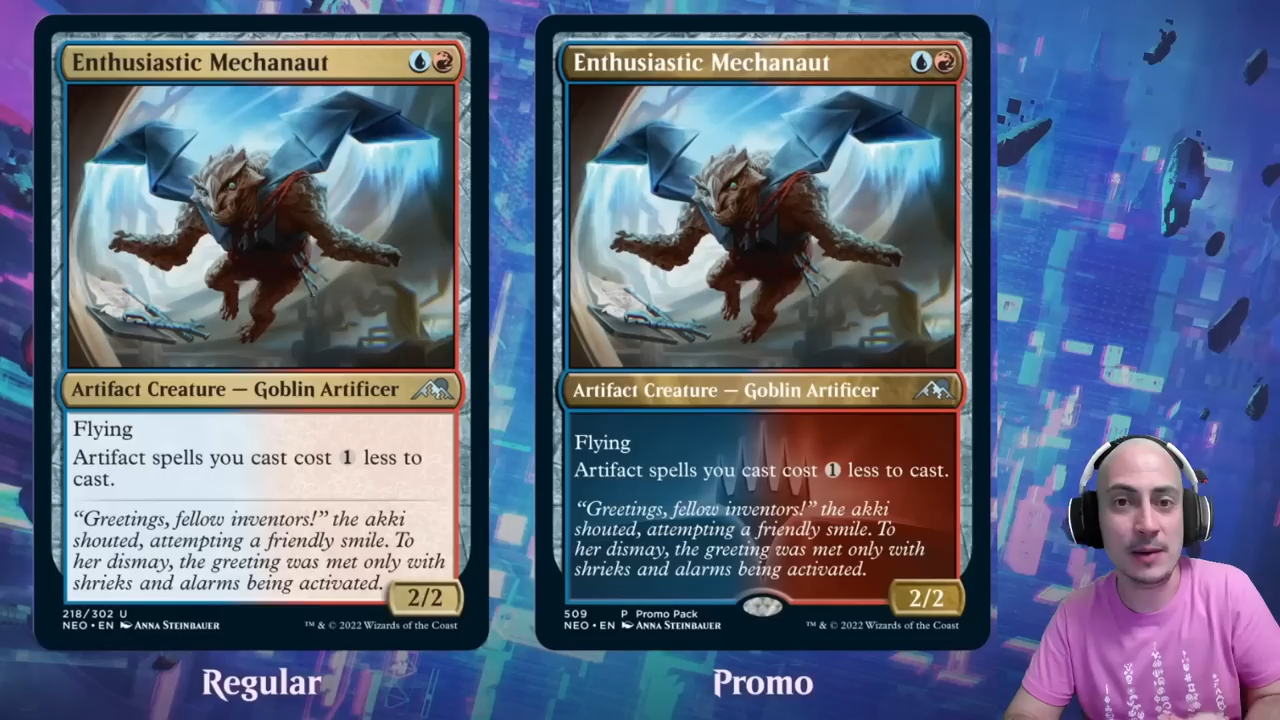 Enthusiastic Mechanaut
Artifact Creature — Goblin Artificer
Flying
Artifact spells you cast cost 1 less to
cast.
“Greetings, fellow inventors!” the akki
shouted, attempting a friendly smile. To
her dismay, the greeting was met only with
shrieks and alarms being activated.
2/2
218/302 U
NEO • EN ANNA STEINBAUER
™ & © 2022 Wizards of the Coast
Regular
Enthusiastic Mechanaut
Artifact Creature — Goblin Artificer
Flying
Artifact spells you cast cost 1 less to cast.
“Greetings, fellow inventors!” the akki
shouted, attempting a friendly smile. To
her dismay, the greeting was met only with
shrieks and alarms being activated.
2/2
509 P Promo Pack
NEO • EN ANNA STEINBAUER
™ & © 2022 Wizards of the Coast
Promo